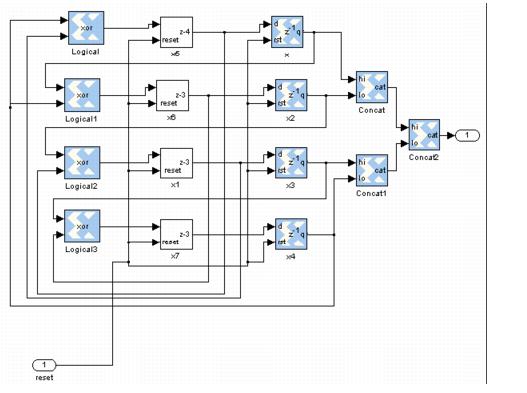 xor
Logical
z-4
reset
x5
d
rst
z-1
q
x
xor
Logical1
z-3
reset
x6
d
rst
z-1
q
x2
hi
lo
cat
Concat
hi
lo
cat
Concat2
1
xor
Logical2
z-3
reset
x1
d
rst
z-1
q
x3
hi
lo
cat
Concat1
xor
Logical3
z-3
reset
x7
d
rst
z-1
q
x4
1
reset